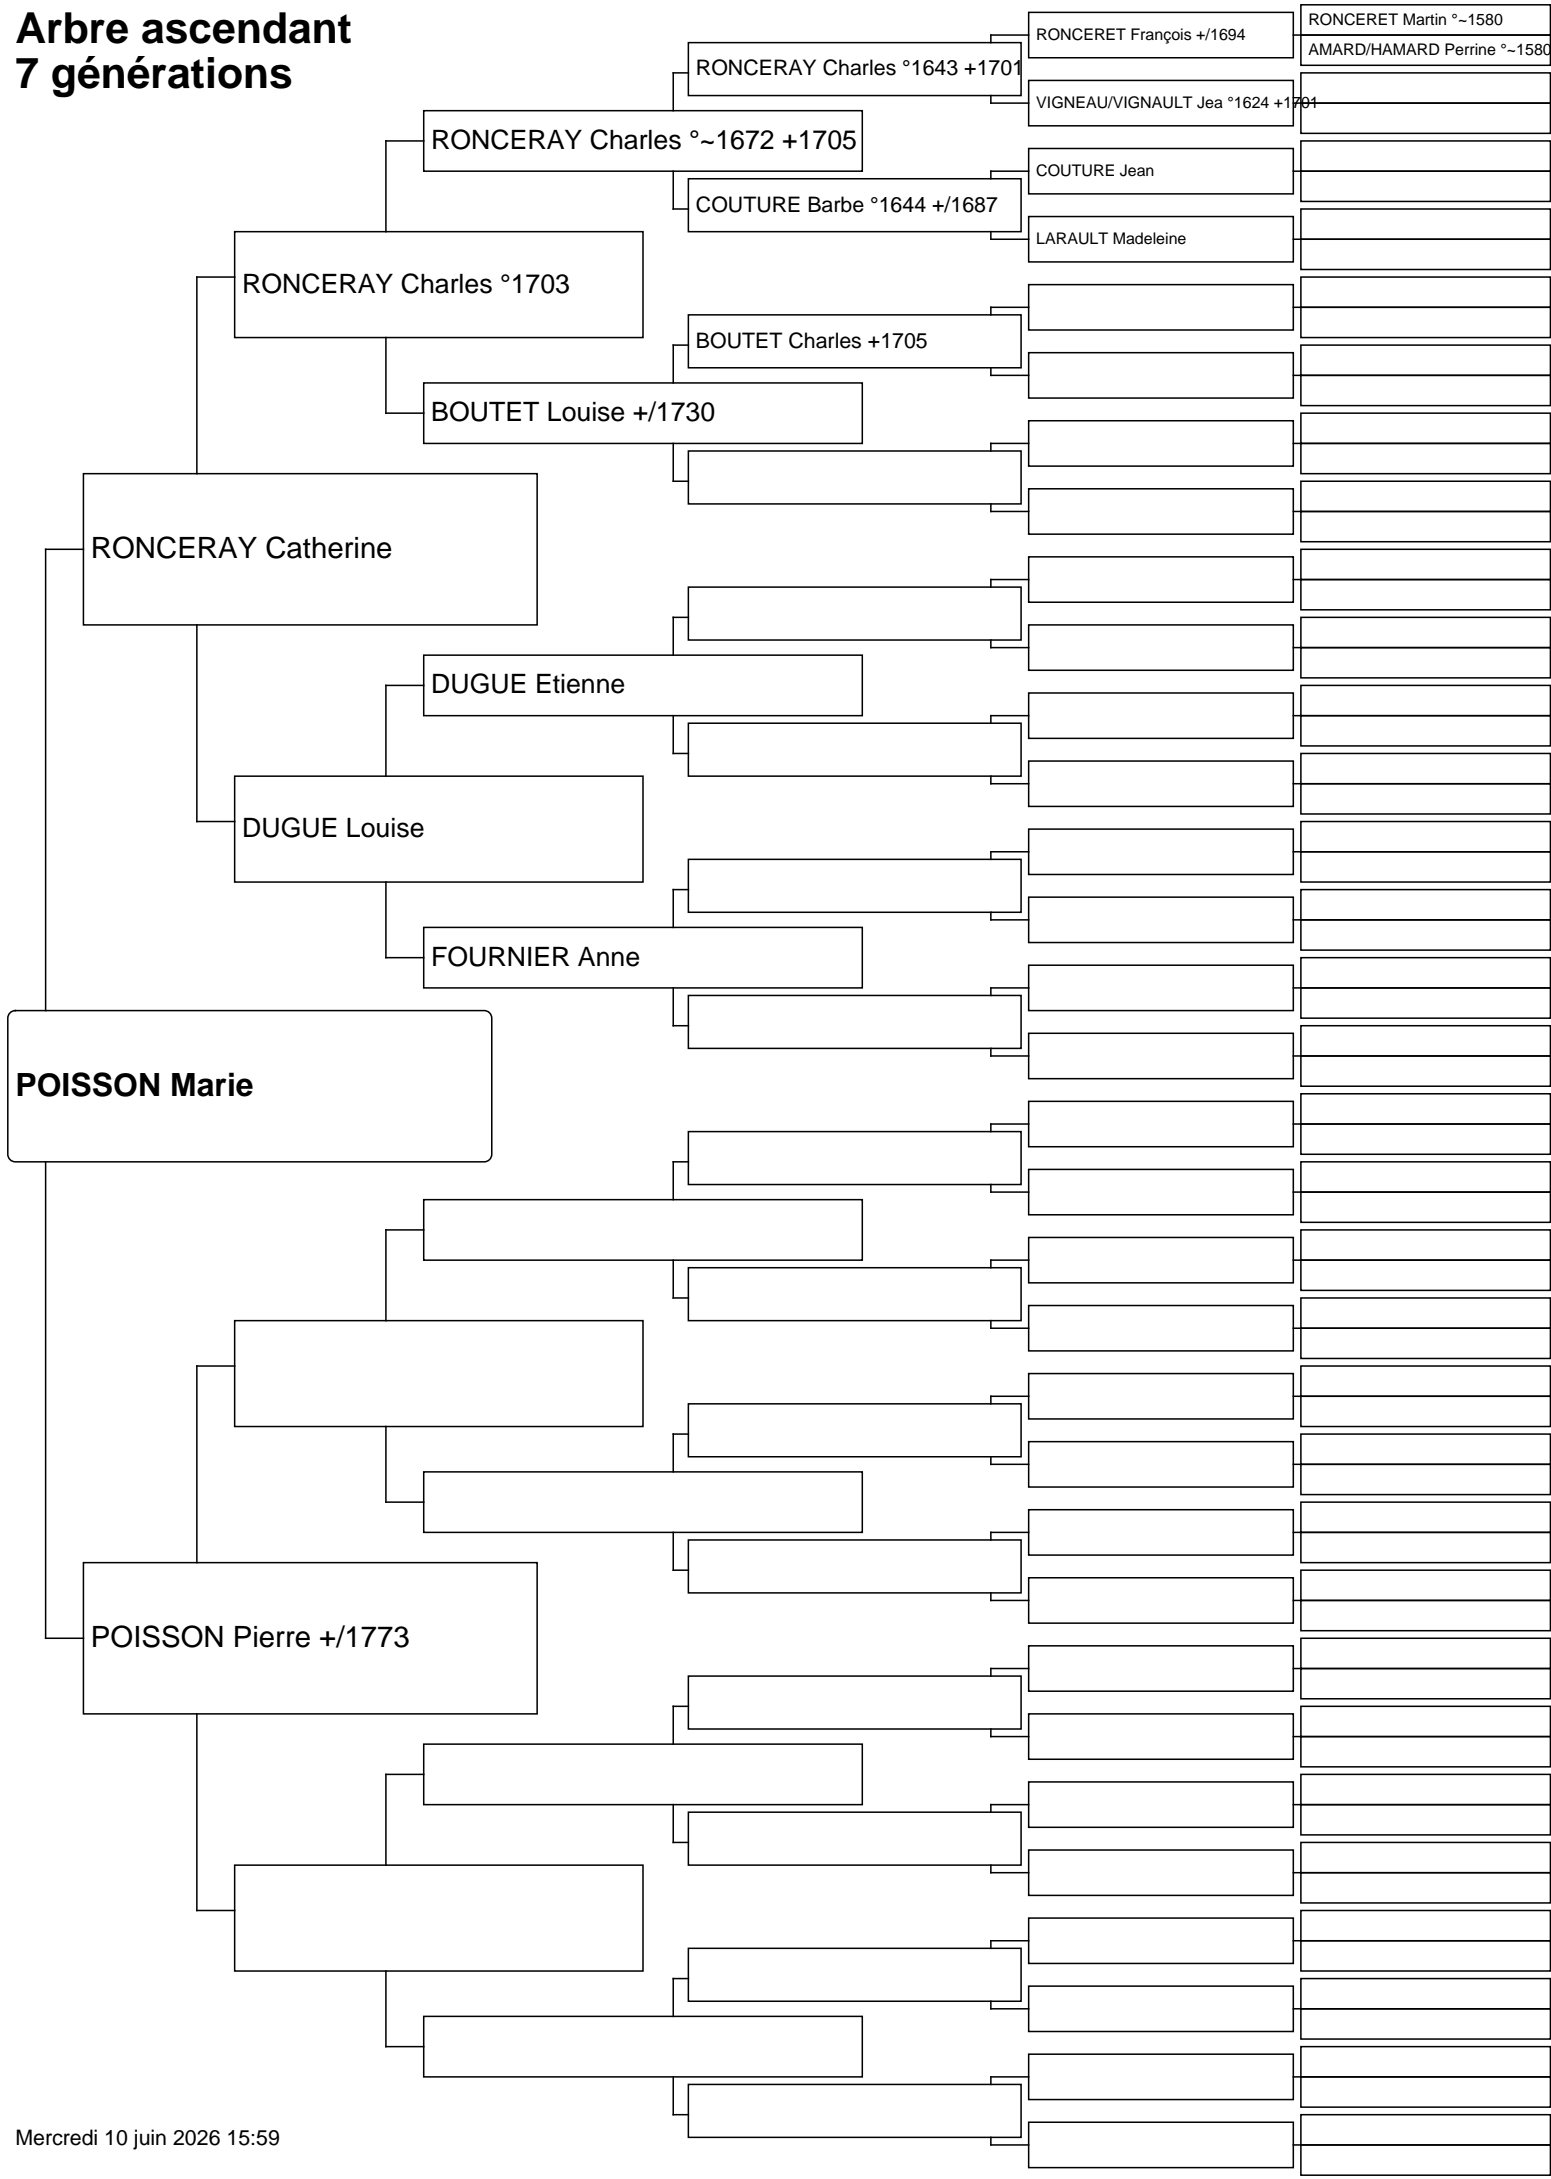 Arbre ascendant
7 générations
RONCERET Martin °~1580
RONCERET François +/1694
AMARD/HAMARD Perrine °~1580
RONCERAY Charles °1643 +1701
VIGNEAU/VIGNAULT Jea °1624 +1701
RONCERAY Charles °~1672 +1705
COUTURE Jean
COUTURE Barbe °1644 +/1687
LARAULT Madeleine
RONCERAY Charles °1703
BOUTET Charles +1705
BOUTET Louise +/1730
RONCERAY Catherine
DUGUE Etienne
DUGUE Louise
FOURNIER Anne
POISSON Marie
POISSON Pierre +/1773
Mercredi 10 juin 2026 15:59